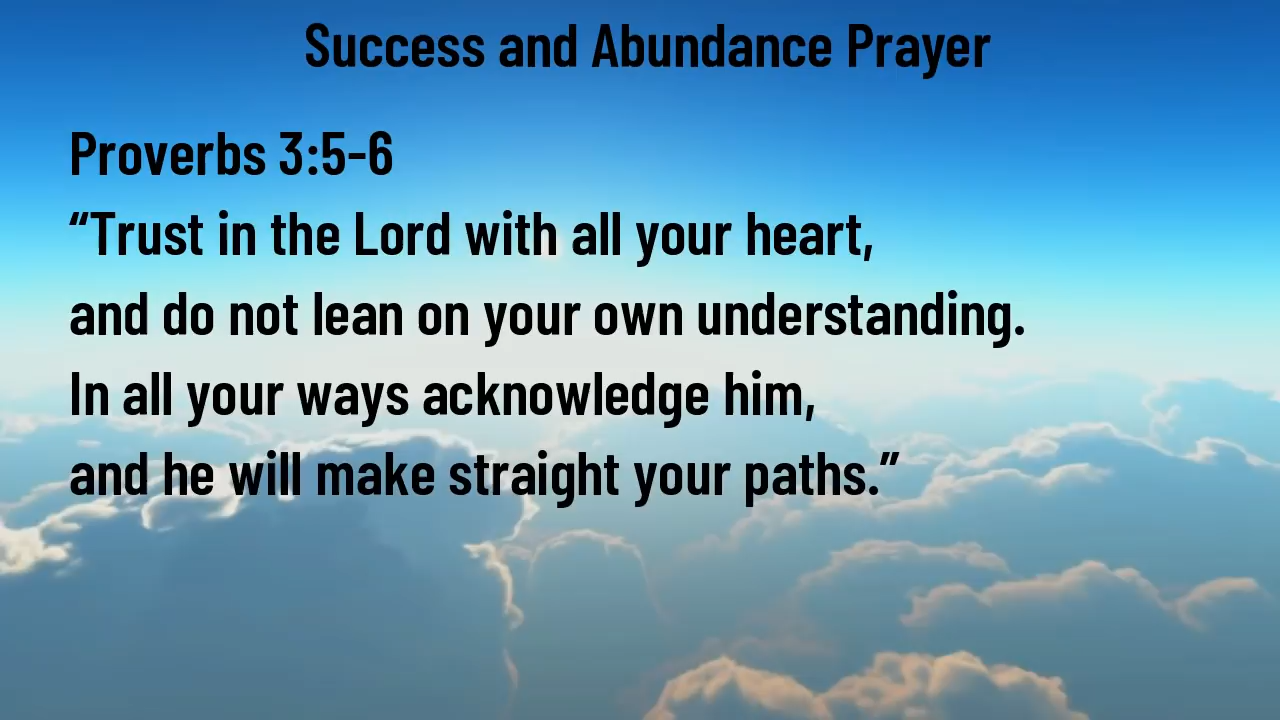 Success and Abundance Prayer
Proverbs 3:5-6
“Trust in the Lord with all your heart,
and do not lean on your own understanding.
In all your ways acknowledge him,
and he will make straight your paths.”